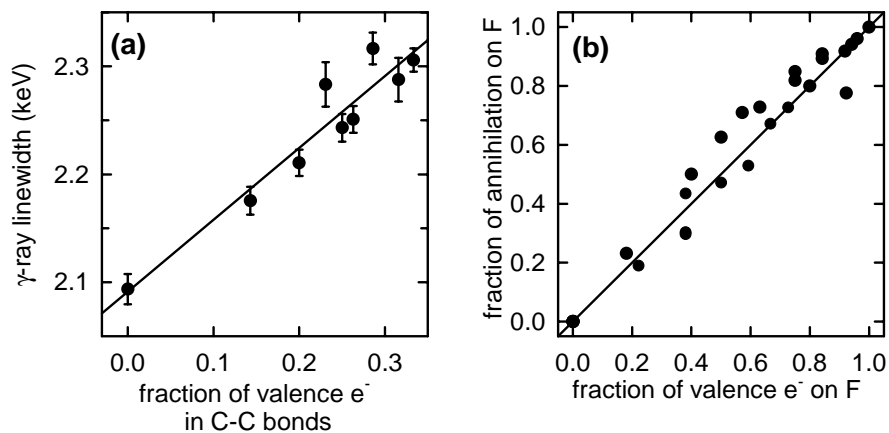 (a)
γ-ray linewidth (keV)
2.3
2.2
2.1
0.0 0.1 0.2 0.3
fraction of valence e⁻
in C-C bonds
(b)
fraction of annihilation on F
1.0
0.8
0.6
0.4
0.2
0.0
0.0 0.2 0.4 0.6 0.8 1.0
fraction of valence e⁻ on F